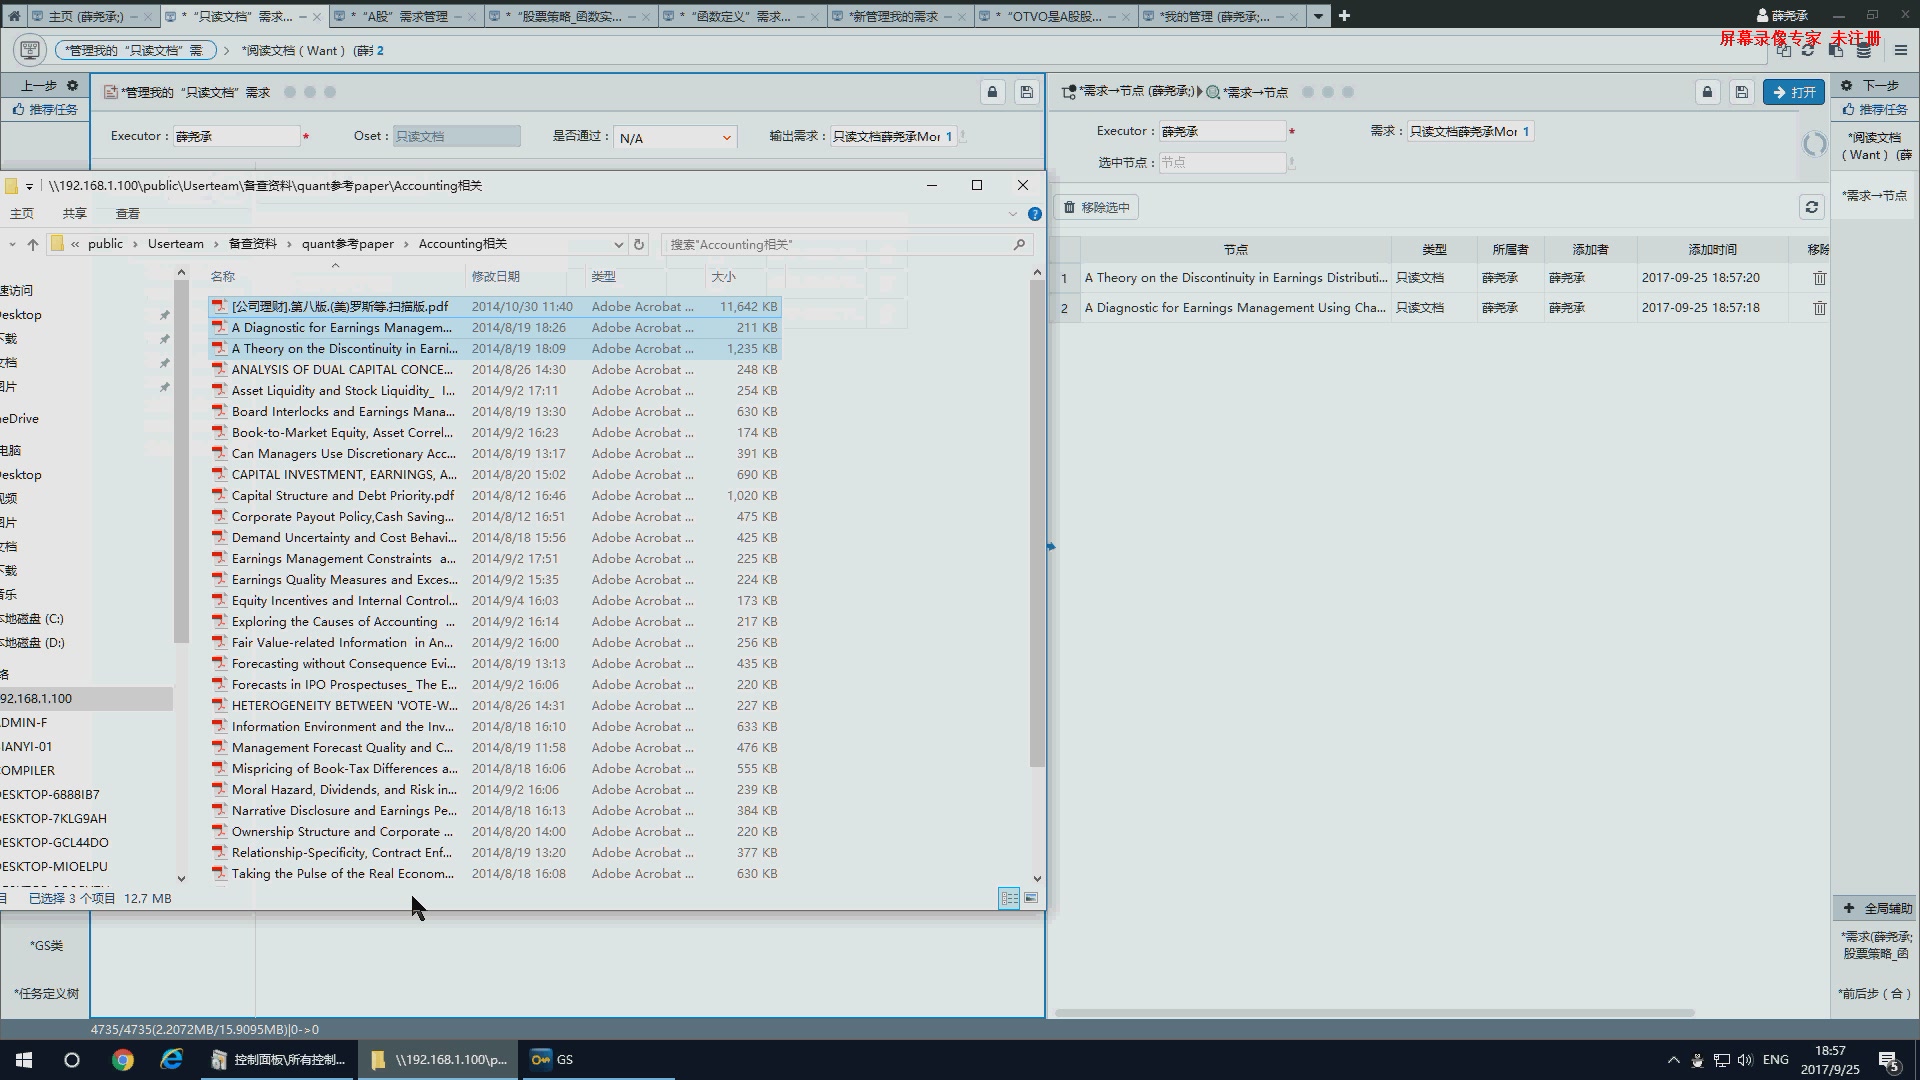 主页 (薛尧承;)
* "只读文档" 需求...
* "A股" 需求管理
* "股票策略_函数实...
* "函数定义" 需求...
*新管理我的需求
* "OTVO是A股股...
*我的管理 (薛尧承;...
薛尧承
屏幕录像专家 未注册
*管理我的 "只读文档" 需
*阅读文档 ( Want ) (薛 2
上一步
推荐任务
*管理我的 "只读文档" 需求
Executor : 薛尧承 *
Oset : 只读文档
是否通过 : N/A
输出需求 : 只读文档薛尧承Mor 1
*需求→节点 (薛尧承;)
*需求→节点
打开
Executor : 薛尧承 *
需求 : 只读文档薛尧承Mor 1
选中节点 : 节点
移除选中
节点 类型 所属者 添加者 添加时间 移除
1 A Theory on the Discontinuity in Earnings Distributi... 只读文档 薛尧承 薛尧承 2017-09-25 18:57:20
2 A Diagnostic for Earnings Management Using Cha... 只读文档 薛尧承 薛尧承 2017-09-25 18:57:18
下一步
推荐任务
*阅读文档
( Want ) (薛
*需求→节点
全局辅助
*需求(薛尧承;
股票策略_函
*前后步 ( 合 )
\\192.168.1.100\public\Userteam\备查资料\quant参考paper\Accounting相关
主页 共享 查看
« public › Userteam › 备查资料 › quant参考paper › Accounting相关
搜索"Accounting相关"
名称 修改日期 类型 大小
[公司理财].第八版.(美)罗斯等.扫描版.pdf 2014/10/30 11:40 Adobe Acrobat ... 11,642 KB
A Diagnostic for Earnings Managem... 2014/8/19 18:26 Adobe Acrobat ... 211 KB
A Theory on the Discontinuity in Earni... 2014/8/19 18:09 Adobe Acrobat ... 1,235 KB
ANALYSIS OF DUAL CAPITAL CONCE... 2014/8/26 14:30 Adobe Acrobat ... 248 KB
Asset Liquidity and Stock Liquidity_ I... 2014/9/2 17:11 Adobe Acrobat ... 254 KB
Board Interlocks and Earnings Mana... 2014/8/19 13:30 Adobe Acrobat ... 630 KB
Book-to-Market Equity, Asset Correl... 2014/9/2 16:23 Adobe Acrobat ... 174 KB
Can Managers Use Discretionary Acc... 2014/8/19 13:17 Adobe Acrobat ... 391 KB
CAPITAL INVESTMENT, EARNINGS, A... 2014/8/20 15:02 Adobe Acrobat ... 690 KB
Capital Structure and Debt Priority.pdf 2014/8/12 16:46 Adobe Acrobat ... 1,020 KB
Corporate Payout Policy,Cash Saving... 2014/8/12 16:51 Adobe Acrobat ... 475 KB
Demand Uncertainty and Cost Behavi... 2014/8/18 15:56 Adobe Acrobat ... 425 KB
Earnings Management Constraints a... 2014/9/2 17:51 Adobe Acrobat ... 225 KB
Earnings Quality Measures and Exces... 2014/9/2 15:35 Adobe Acrobat ... 224 KB
Equity Incentives and Internal Control... 2014/9/4 16:03 Adobe Acrobat ... 173 KB
Exploring the Causes of Accounting ... 2014/9/2 16:14 Adobe Acrobat ... 217 KB
Fair Value-related Information in An... 2014/9/2 16:00 Adobe Acrobat ... 256 KB
Forecasting without Consequence Evi... 2014/8/19 13:13 Adobe Acrobat ... 435 KB
Forecasts in IPO Prospectuses_ The E... 2014/9/2 16:06 Adobe Acrobat ... 220 KB
HETEROGENEITY BETWEEN 'VOTE-W... 2014/8/26 14:31 Adobe Acrobat ... 227 KB
Information Environment and the Inv... 2014/8/18 16:10 Adobe Acrobat ... 633 KB
Management Forecast Quality and C... 2014/8/19 11:58 Adobe Acrobat ... 476 KB
Mispricing of Book-Tax Differences a... 2014/8/18 16:06 Adobe Acrobat ... 555 KB
Moral Hazard, Dividends, and Risk in... 2014/9/2 16:06 Adobe Acrobat ... 239 KB
Narrative Disclosure and Earnings Pe... 2014/8/18 16:13 Adobe Acrobat ... 384 KB
Ownership Structure and Corporate ... 2014/8/20 14:00 Adobe Acrobat ... 220 KB
Relationship-Specificity, Contract Enf... 2014/8/19 13:20 Adobe Acrobat ... 377 KB
Taking the Pulse of the Real Econom... 2014/8/18 16:08 Adobe Acrobat ... 630 KB
速访问
esktop
下载
文档
图片
neDrive
电脑
Desktop
视频
图片
文档
下载
音乐
本地磁盘 (C:)
本地磁盘 (D:)
络
92.168.1.100
DMIN-F
IANYI-01
OMPILER
DESKTOP-6888IB7
DESKTOP-7KLG9AH
DESKTOP-GCL44DO
DESKTOP-MIOELPU
目 已选择 3 个项目 12.7 MB
*GS类
*任务定义树
4735/4735(2.2072MB/15.9095MB)|0->0
控制面板\所有控制...
\\192.168.1.100\p...
GS
ENG
18:57
2017/9/25
5